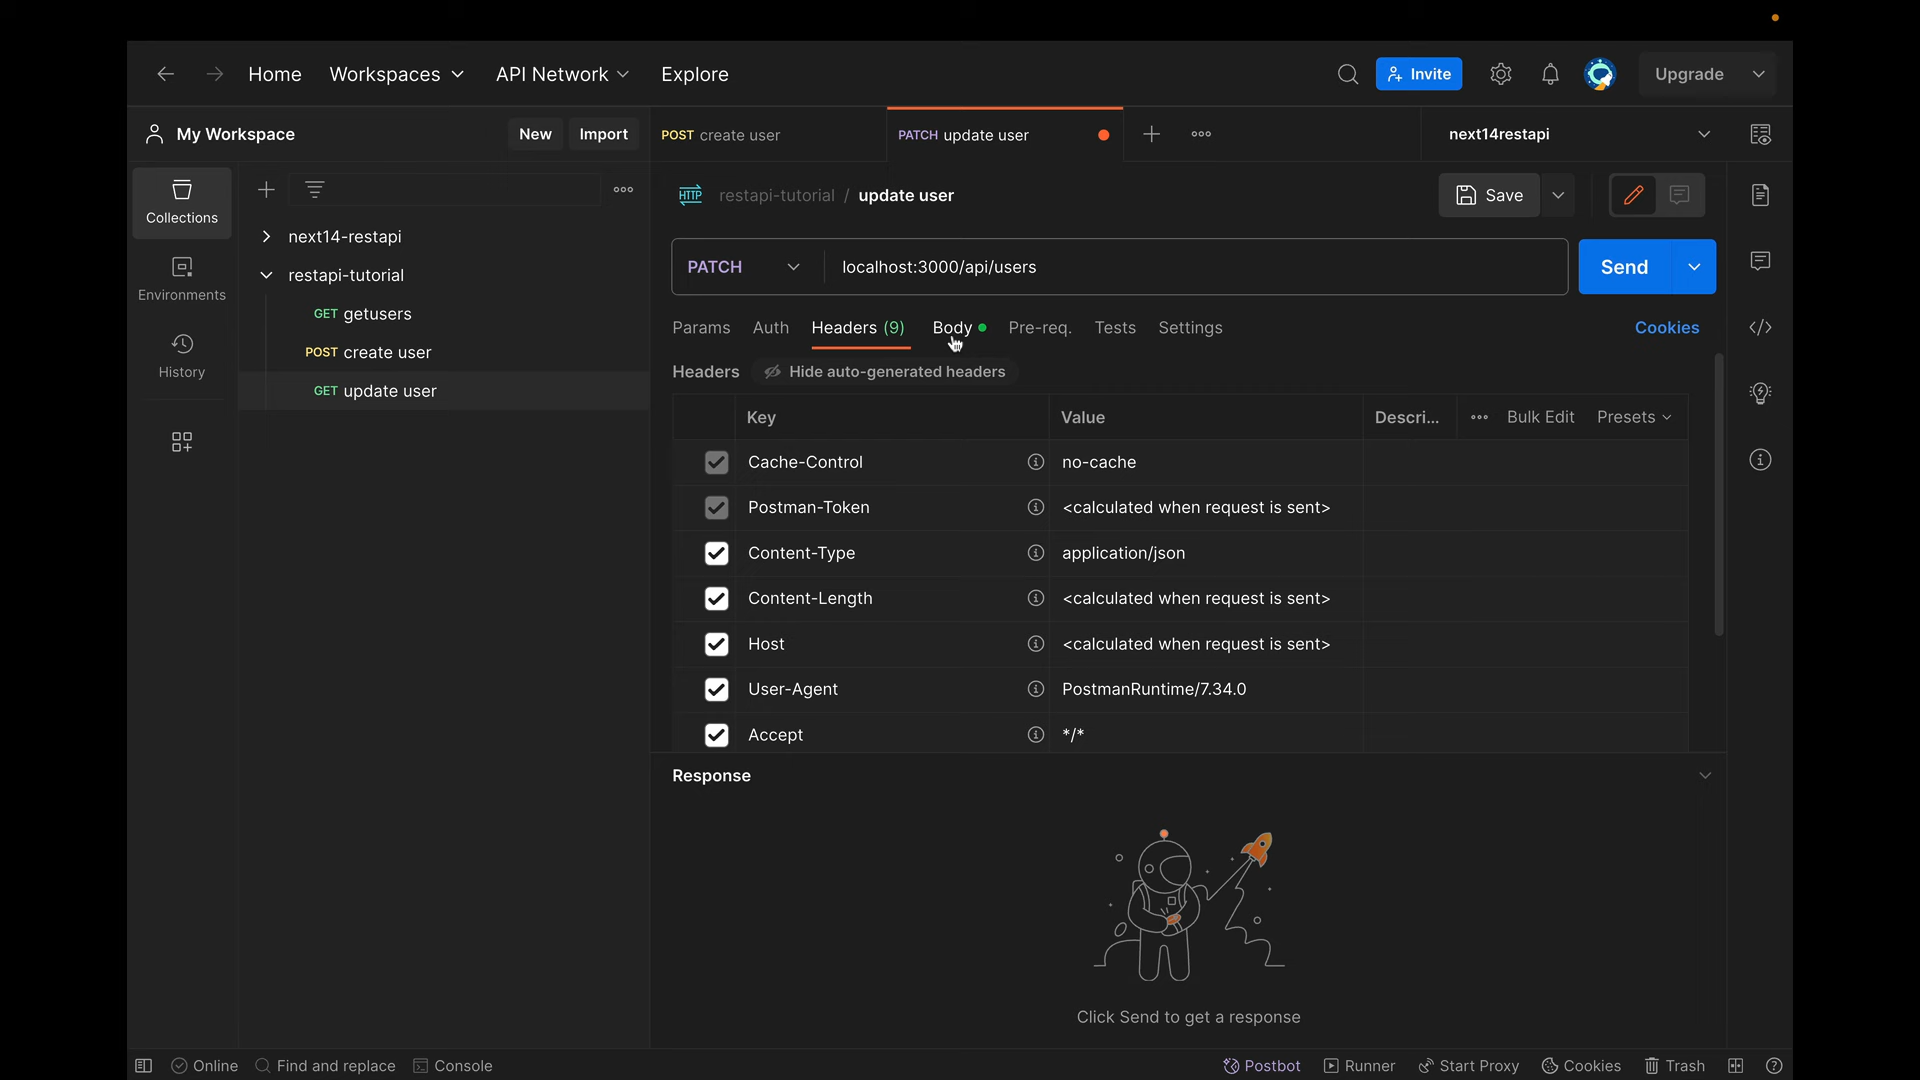 Home Workspaces API Network Explore Invite Upgrade
My Workspace New Import POST create user PATCH update user next14restapi
Collections
Environments
History
next14-restapi
restapi-tutorial
GET getusers
POST create user
GET update user
HTTP restapi-tutorial / update user Save
PATCH localhost:3000/api/users Send
Params Auth Headers (9) Body Pre-req. Tests Settings Cookies
Headers Hide auto-generated headers
Key Value Descri... Bulk Edit Presets
Cache-Control no-cache
Postman-Token <calculated when request is sent>
Content-Type application/json
Content-Length <calculated when request is sent>
Host <calculated when request is sent>
User-Agent PostmanRuntime/7.34.0
Accept */*
Response
Click Send to get a response
Online Find and replace Console Postbot Runner Start Proxy Cookies Trash